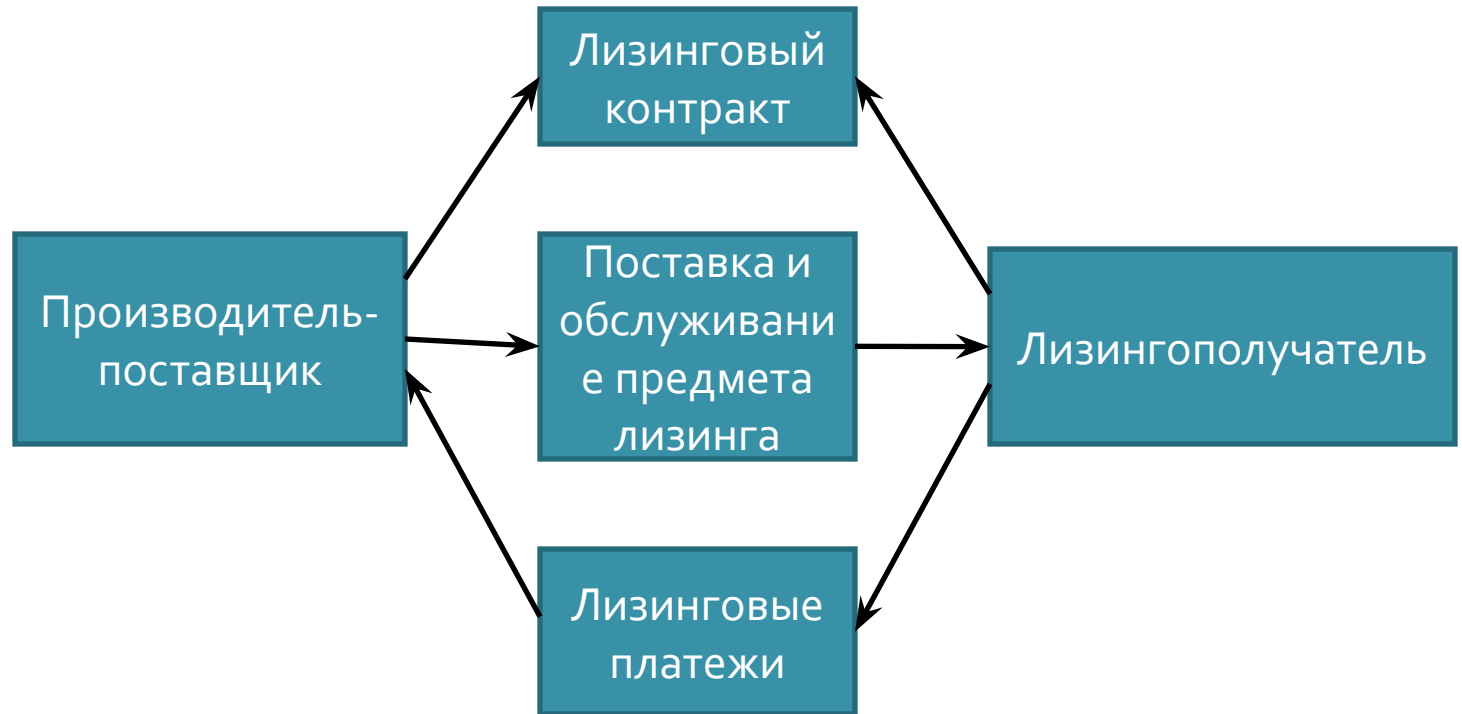 Лизинговый
контракт
Производитель-
поставщик
Поставка и
обслуживани
е предмета
лизинга
Лизингополучатель
Лизинговые
платежи